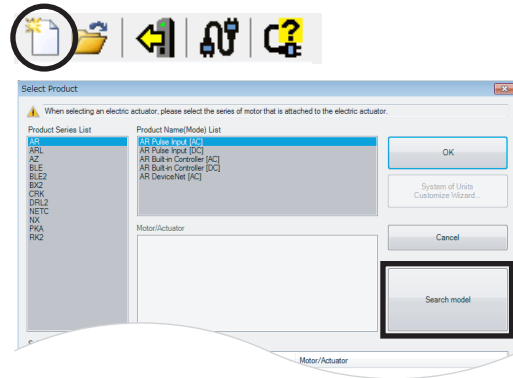 Select Product
When selecting an electric actuator, please select the series of motor that is attached to the electric actuator.
Product Series List
Product Name(Mode) List
AR
ARL
AZ
BLE
BLE2
BX2
CRK
DRL2
NETC
NX
PKA
RK2
AR Pulse Input [AC]
AR Pulse Input [DC]
AR Built-in Controller [AC]
AR Built-in Controller [DC]
AR DeviceNet [AC]
OK
System of Units
Customize Wizard...
Motor/Actuator
Cancel
Search model
Motor/Actuator